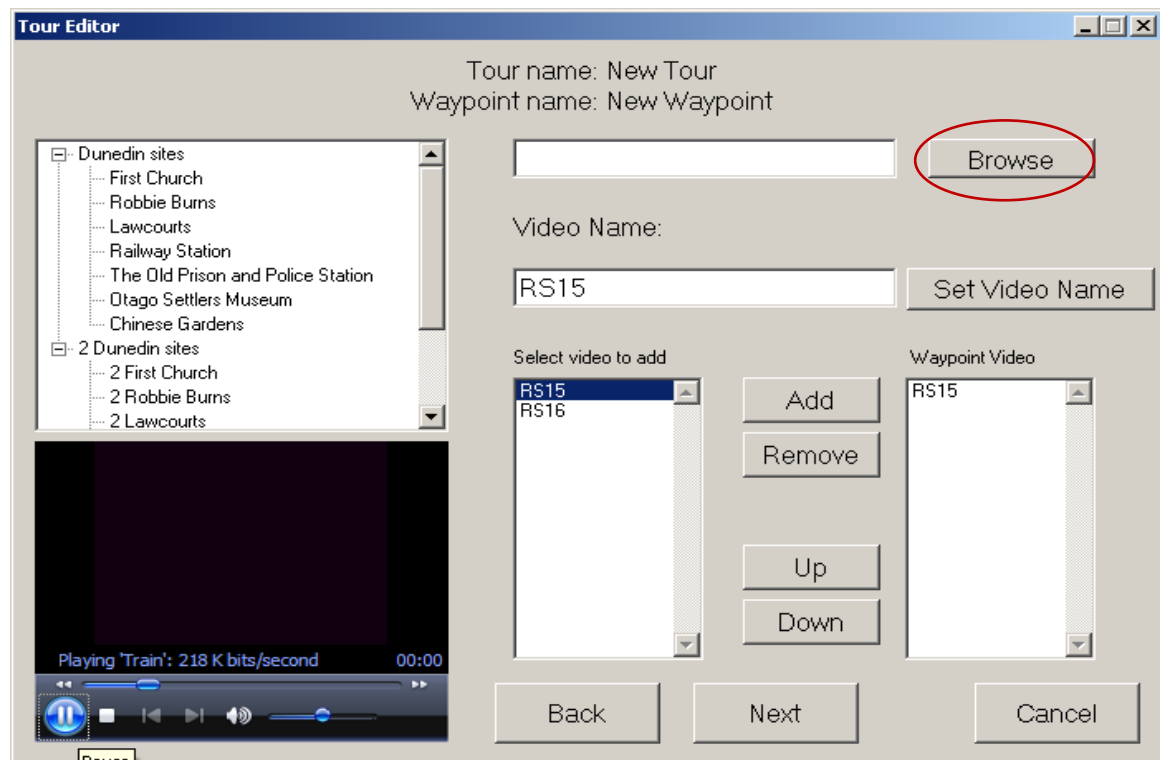 Tour Editor
Tour name: New Tour
Waypoint name: New Waypoint
Dunedin sites
First Church
Robbie Burns
Lawcourts
Railway Station
The Old Prison and Police Station
Otago Settlers Museum
Chinese Gardens
2 Dunedin sites
2 First Church
2 Robbie Burns
2 Lawcourts
Browse
Video Name:
RS15
Set Video Name
Select video to add
RS15
RS16
Add
Remove
Up
Down
Waypoint Video
RS15
Playing 'Train': 218 K bits/second 00:00
Back
Next
Cancel
Pause